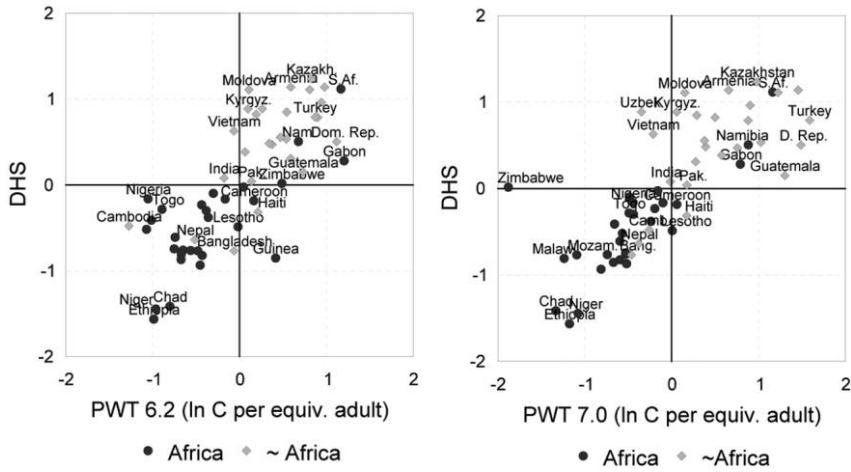 2
1
0
-1
-2
-2
-1
0
1
2
DHS
PWT 6.2 (ln C per equiv. adult)
Kazakh.
Armenia
S.Af.
Moldova
Kyrgyz.
Turkey
Vietnam
Nam.
Dom. Rep.
Gabon
Guatemala
India
Pak.
Zimbabwe
Nigeria
Cameroon
Togo
Haiti
Cambodia
Lesotho
Nepal
Bangladesh
Guinea
Niger
Chad
Ethiopia
Africa
~ Africa
2
1
0
-1
-2
-2
-1
0
1
2
DHS
PWT 7.0 (ln C per equiv. adult)
Kazakhstan
Armenia
S.Af.
Moldova
Uzbek.
Kyrgyz.
Turkey
Vietnam
Namibia
D. Rep.
Gabon
Guatemala
India
Pak.
Zimbabwe
Nigeria
Cameroon
Togo
Haiti
Camb.
Lesotho
Nepal
Malawi
Mozam.
Bang.
Chad
Niger
Ethiopia
Africa
~Africa